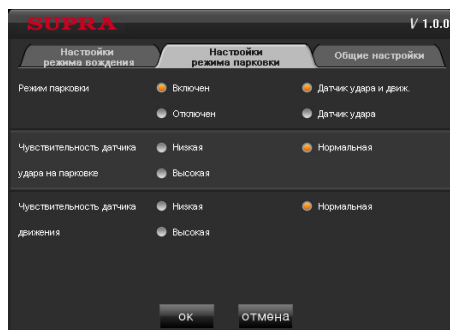 SUPRA
V 1.0.0
Настройки
режима вождения
Настройки
режима парковки
Общие настройки
Режим парковки
Включен
Датчик удара и движ.
Отключен
Датчик удара
Чувствительность датчика
удара на парковке
Низкая
Нормальная
Высокая
Чувствительность датчика
движения
Низкая
Нормальная
Высокая
ок
отмена